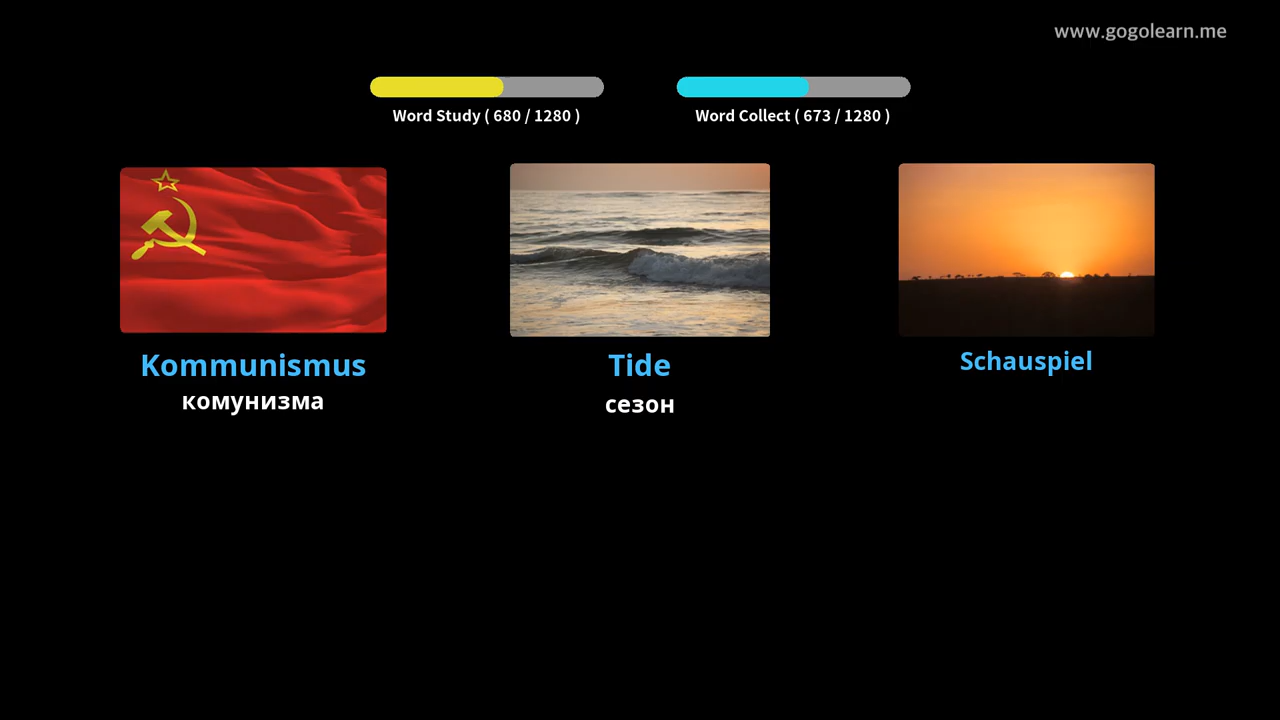 www.gogolearn.me
Word Study ( 680 / 1280 )
Word Collect ( 673 / 1280 )
Kommunismus
комунизма
Tide
сезон
Schauspiel